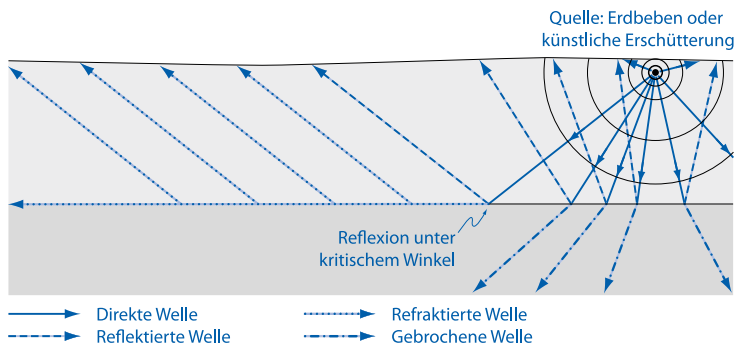 Quelle: Erdbeben oder
künstliche Erschütterung
Reflexion unter
kritischem Winkel
Direkte Welle
Refraktierte Welle
Reflektierte Welle
Gebrochene Welle